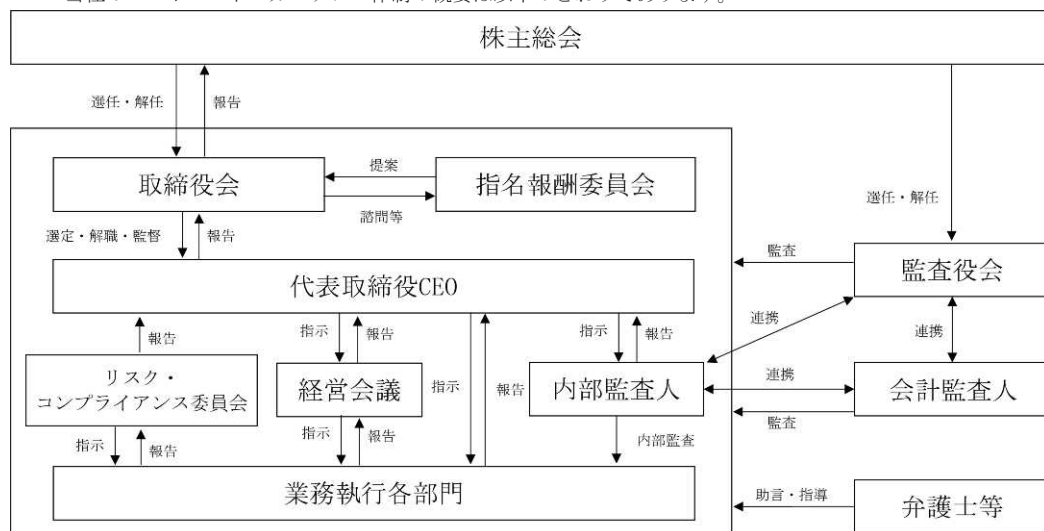 株主総会
選任・解任
報告
取締役会
提案
指名報酬委員会
諮問等
選任・解任
選定・解職・監督
報告
監査
監査役会
代表取締役CEO
報告
指示
報告
指示
報告
指示
報告
連携
連携
リスク・
コンプライアンス委員会
経営会議
内部監査人
連携
会計監査人
監査
指示
報告
指示
報告
内部監査
業務執行各部門
助言・指導
弁護士等